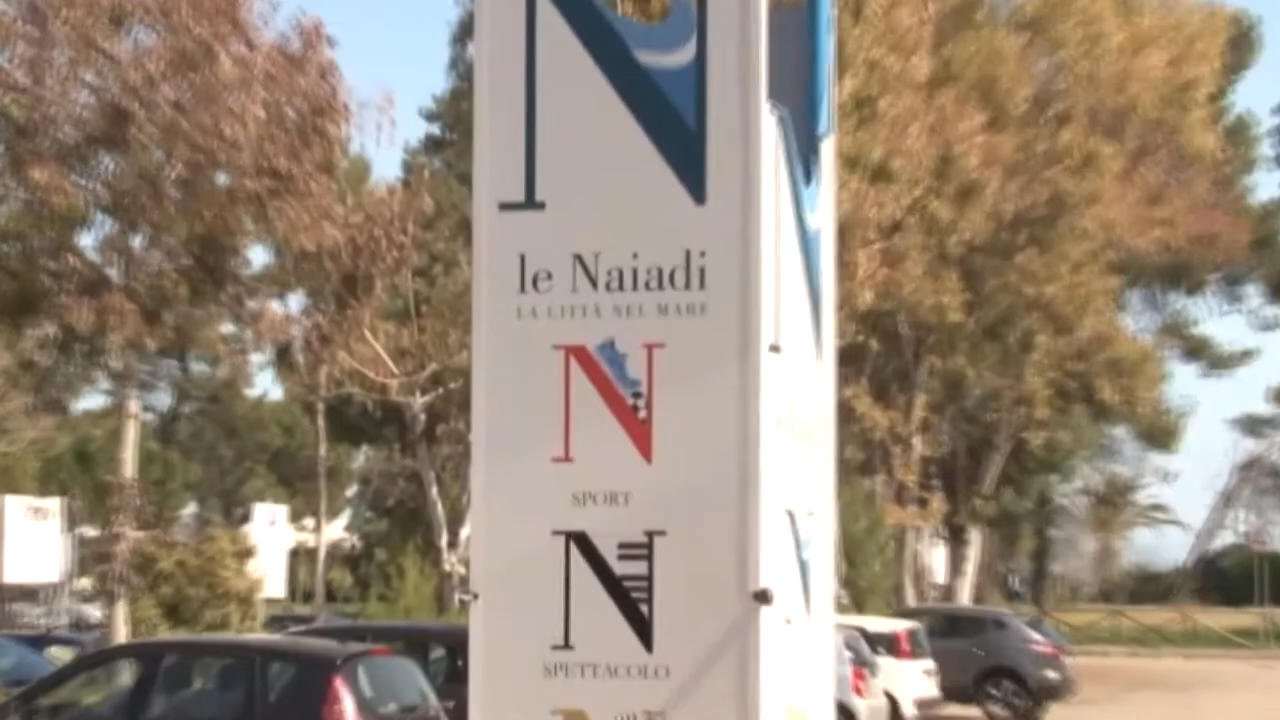 N
le Naiadi
LA CITTÀ NEL MARE
N
SPORT
N
SPETTACOLO